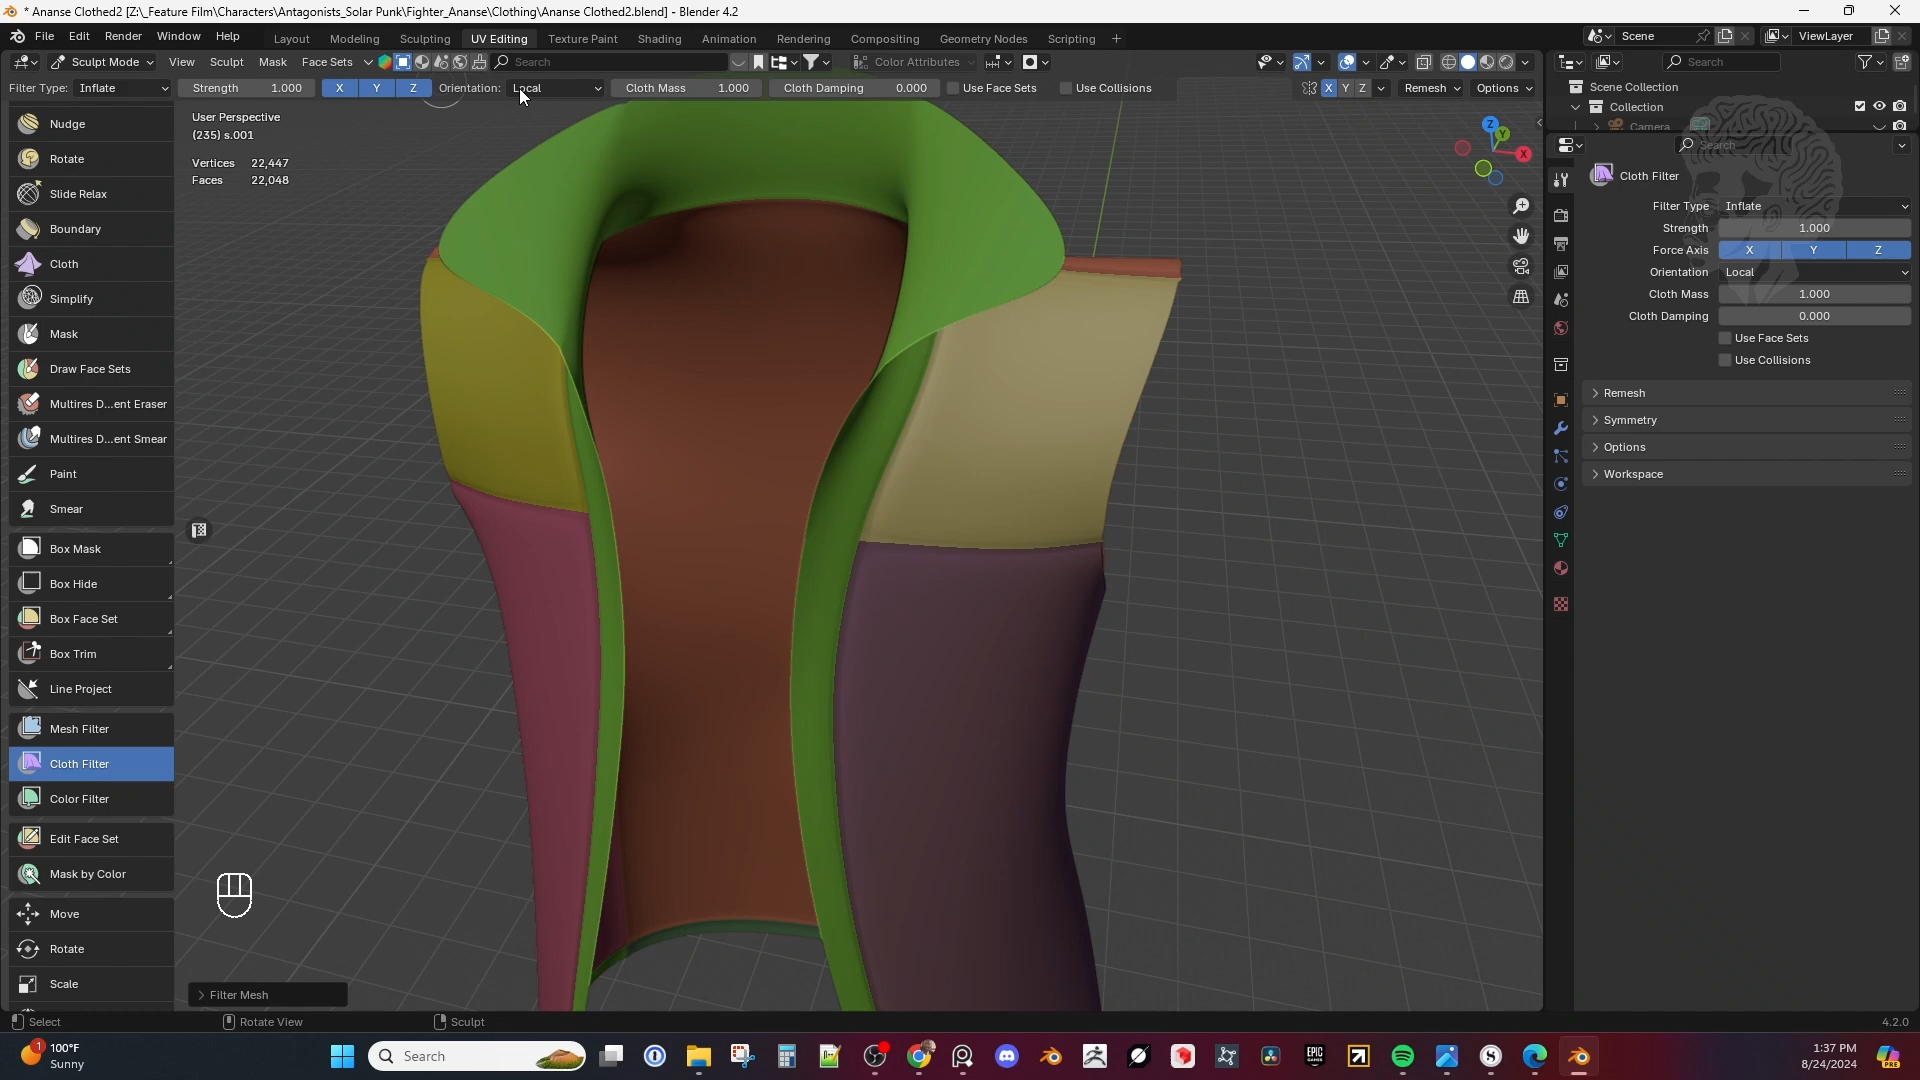 * Ananse Clothed2 [Z:\_Feature Film\Characters\Antagonists_Solar Punk\Fighter_Ananse\Clothing\Ananse Clothed2.blend] - Blender 4.2
File Edit Render Window Help Layout Modeling Sculpting UV Editing Texture Paint Shading Animation Rendering Compositing Geometry Nodes Scripting + Scene ViewLayer
Sculpt Mode View Sculpt Mask Face Sets Search Color Attributes Search
Filter Type: Inflate Strength 1.000 X Y Z Orientation: Local Cloth Mass 1.000 Cloth Damping 0.000 Use Face Sets Use Collisions X Y Z Remesh Options
Scene Collection
Collection
Camera
User Perspective
(235) s.001
Vertices 22,447
Faces 22,048
Z
Y
X
Nudge
Rotate
Slide Relax
Boundary
Cloth
Simplify
Mask
Draw Face Sets
Multires D...ent Eraser
Multires D...ent Smear
Paint
Smear
Box Mask
Box Hide
Box Face Set
Box Trim
Line Project
Mesh Filter
Cloth Filter
Color Filter
Edit Face Set
Mask by Color
Move
Rotate
Scale
Filter Mesh
Search
Cloth Filter
Filter Type Inflate
Strength 1.000
Force Axis X Y Z
Orientation Local
Cloth Mass 1.000
Cloth Damping 0.000
Use Face Sets
Use Collisions
Remesh
Symmetry
Options
Workspace
Select Rotate View Sculpt 4.2.0
1
100°F
Sunny
Search
EPIC GAMES
PRE
1:37 PM
8/24/2024